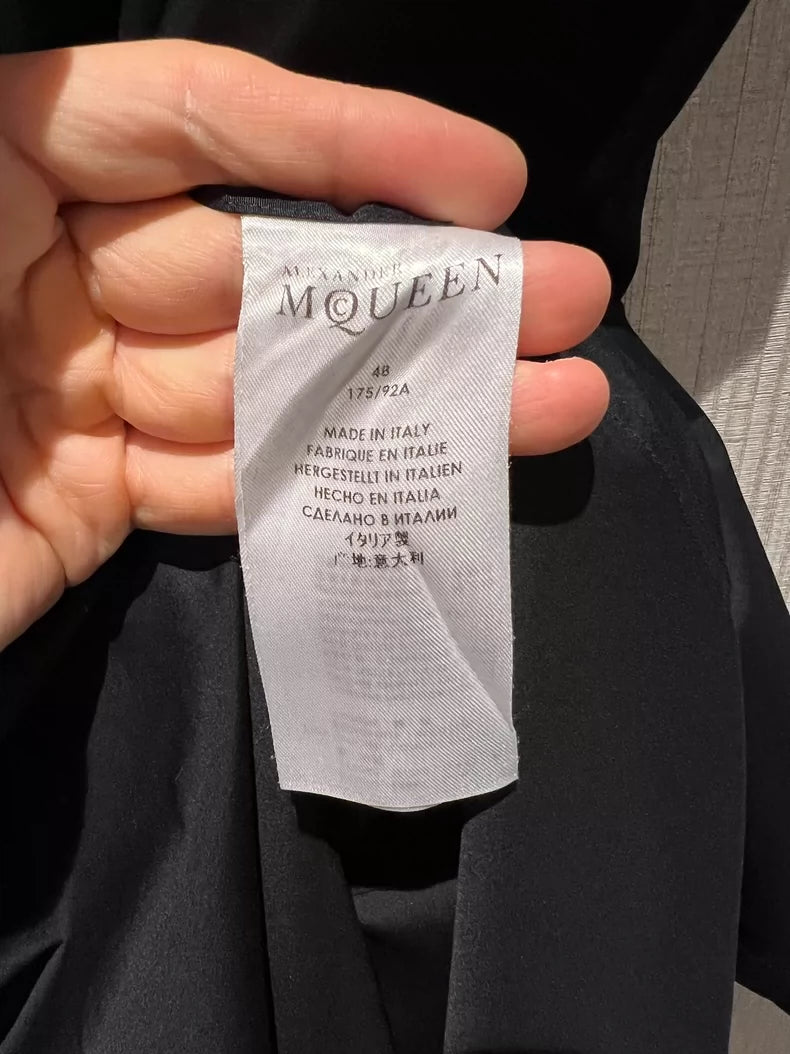 ALEXANDER
McQUEEN
48
175/92A
MADE IN ITALY
FABRIQUE EN ITALIE
HERGESTELLT IN ITALIEN
HECHO EN ITALIA
СДЕЛАНО В ИТАЛИИ
イタリア製
产地:意大利